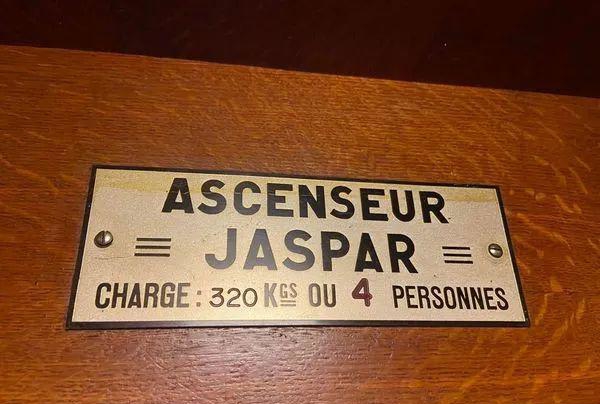 ASCENSEUR
JASPAR
CHARGE : 320 KGS OU 4 PERSONNES